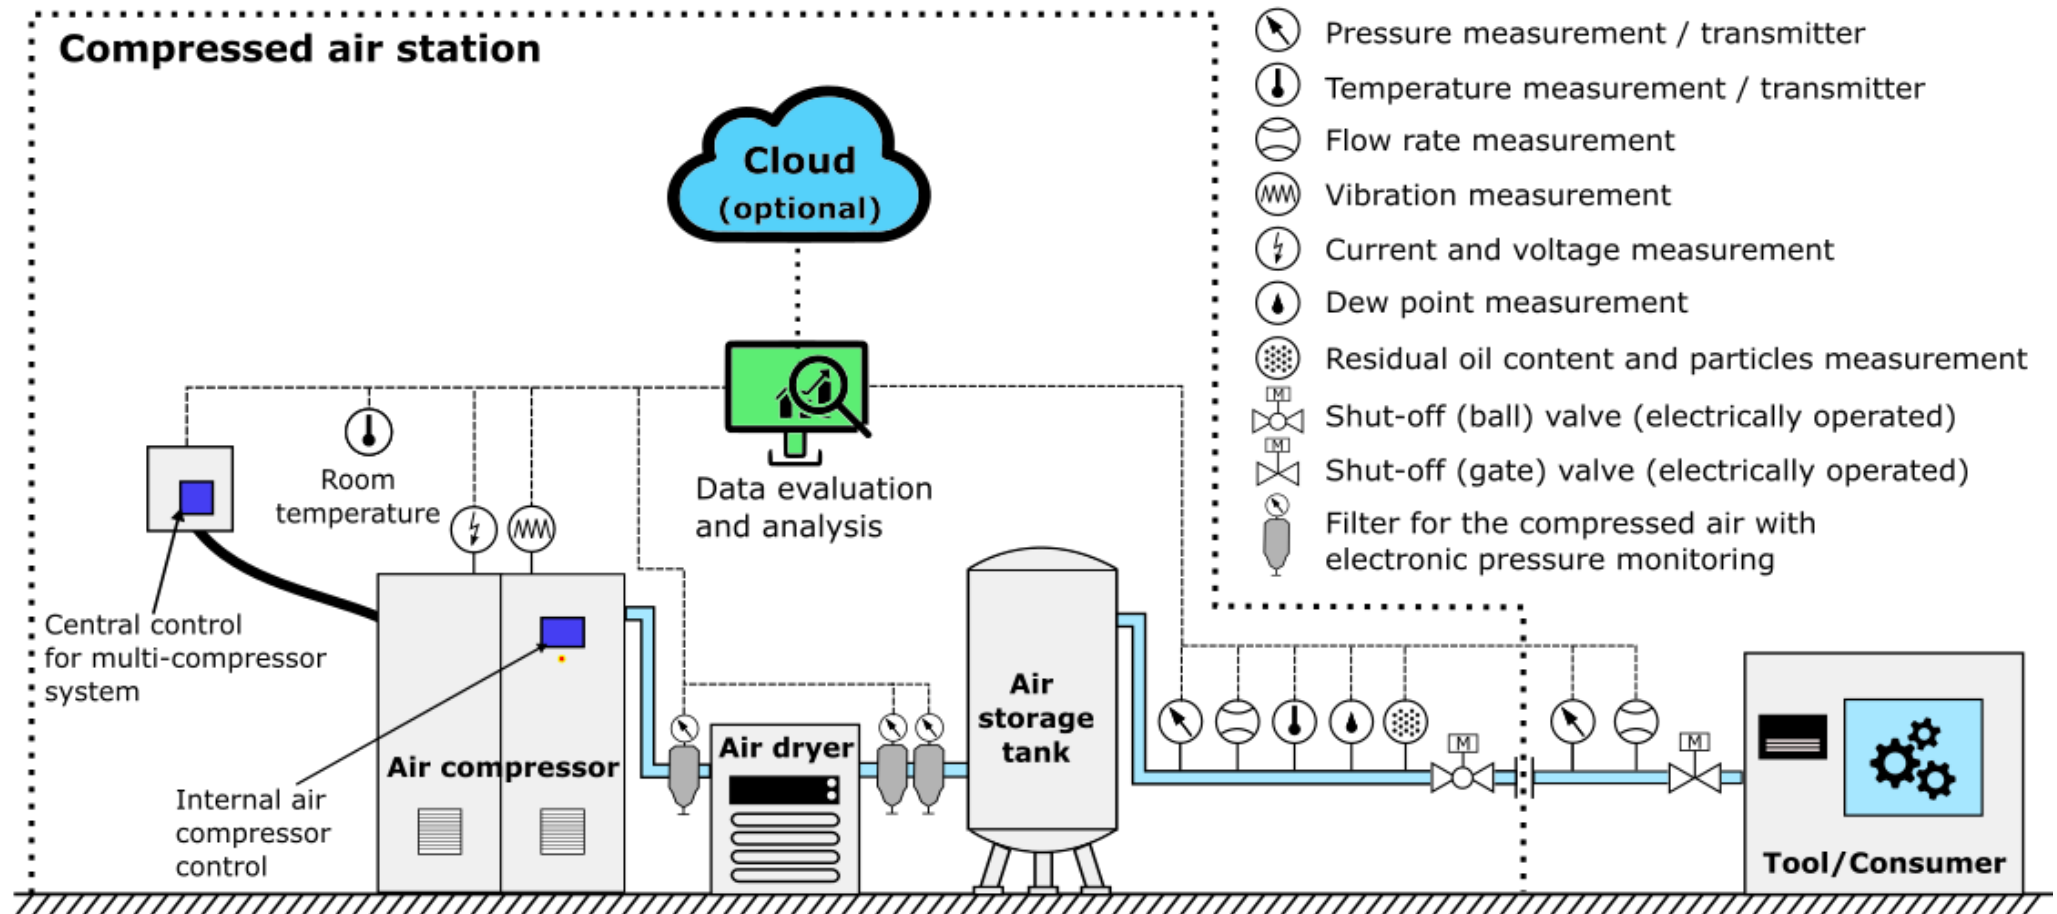 Compressed air station
Cloud
(optional)
Data evaluation
and analysis
Room
temperature
Central control
for multi-compressor
system
Internal air
compressor
control
Air compressor
Air dryer
Air
storage
tank
M
M
Tool/Consumer
Pressure measurement / transmitter
Temperature measurement / transmitter
Flow rate measurement
Vibration measurement
Current and voltage measurement
Dew point measurement
Residual oil content and particles measurement
M
Shut-off (ball) valve (electrically operated)
M
Shut-off (gate) valve (electrically operated)
Filter for the compressed air with
electronic pressure monitoring